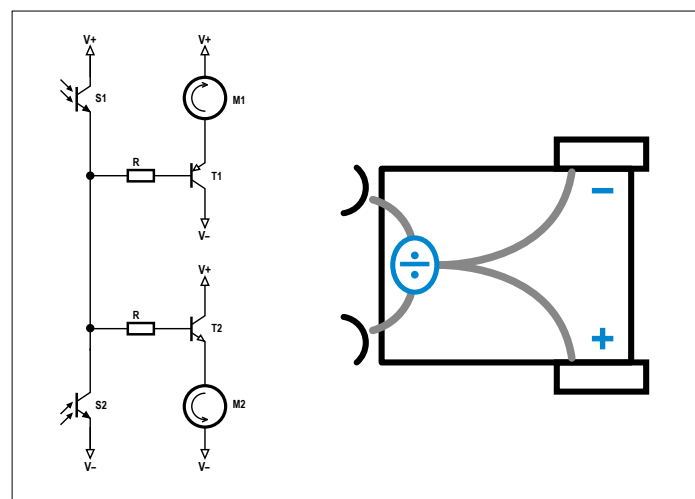 V+
S1
V+
M1
R
T1
V–
V+
R
T2
S2
M2
V–
V–
÷
–
+